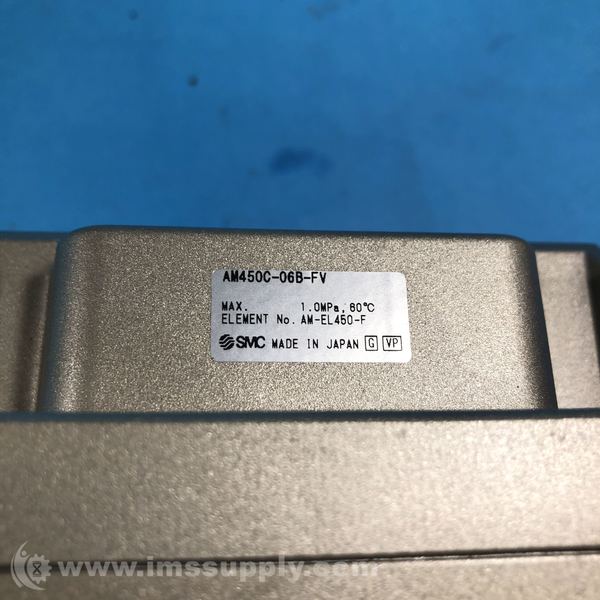 AM450C-06B-FV
MAX. 1.0MPa, 60℃
ELEMENT No. AM-EL450-F
SMC MADE IN JAPAN G VP
www.imssupply.com